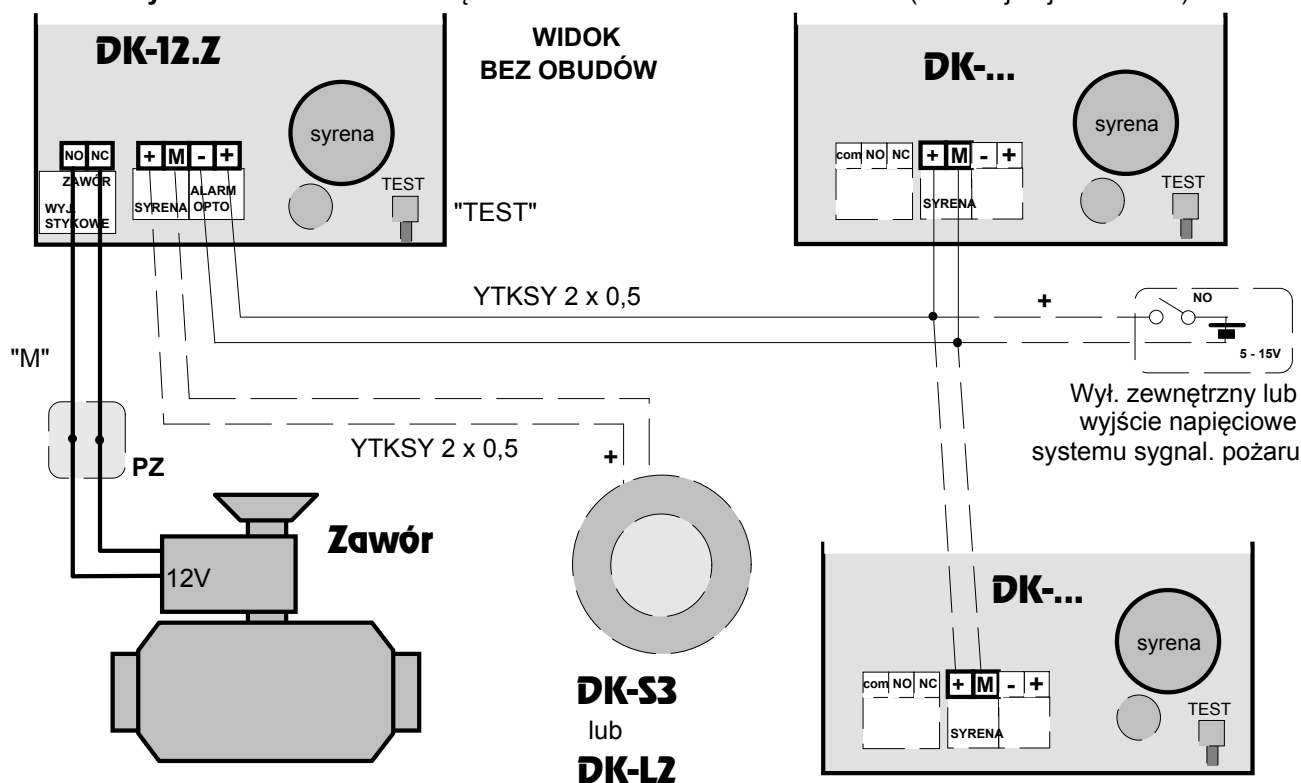 DK-12.Z
WIDOK
BEZ OBUDÓW
syrena
NO NC
+ M - +
ZAWÓR
WYJ.
STYKOWE
SYRENA
ALARM
OPTO
TEST
"TEST"
DK-...
syrena
com NO NC
+ M - +
SYRENA
TEST
YTKSY 2 x 0,5
+
NO
5 - 15V
Wył. zewnętrzny lub
wyjście napięciowe
systemu sygnal. pożaru
"M"
PZ
YTKSY 2 x 0,5
+
Zawór
12V
DK-S3
lub
DK-L2
DK-...
syrena
com NO NC
+ M - +
SYRENA
TEST